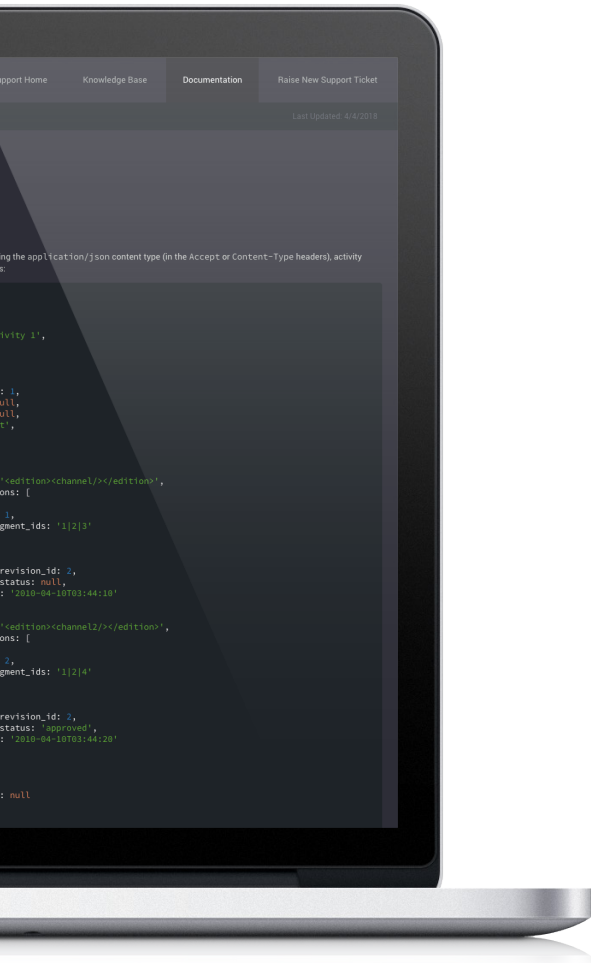 upport Home Knowledge Base Documentation Raise New Support Ticket
Last Updated: 4/4/2018
ing the application/json content type (in the Accept or Content-Type headers), activity
s:
ivity 1',
: 1,
ull,
ull,
t',
'<edition><channel/></edition>',
ons: [
1,
gment_ids: '1|2|3'
revision_id: 2,
status: null,
: '2010-04-10T03:44:10'
'<edition><channel2/></edition>',
ons: [
2,
gment_ids: '1|2|4'
revision_id: 2,
status: 'approved',
: '2010-04-10T03:44:20'
: null